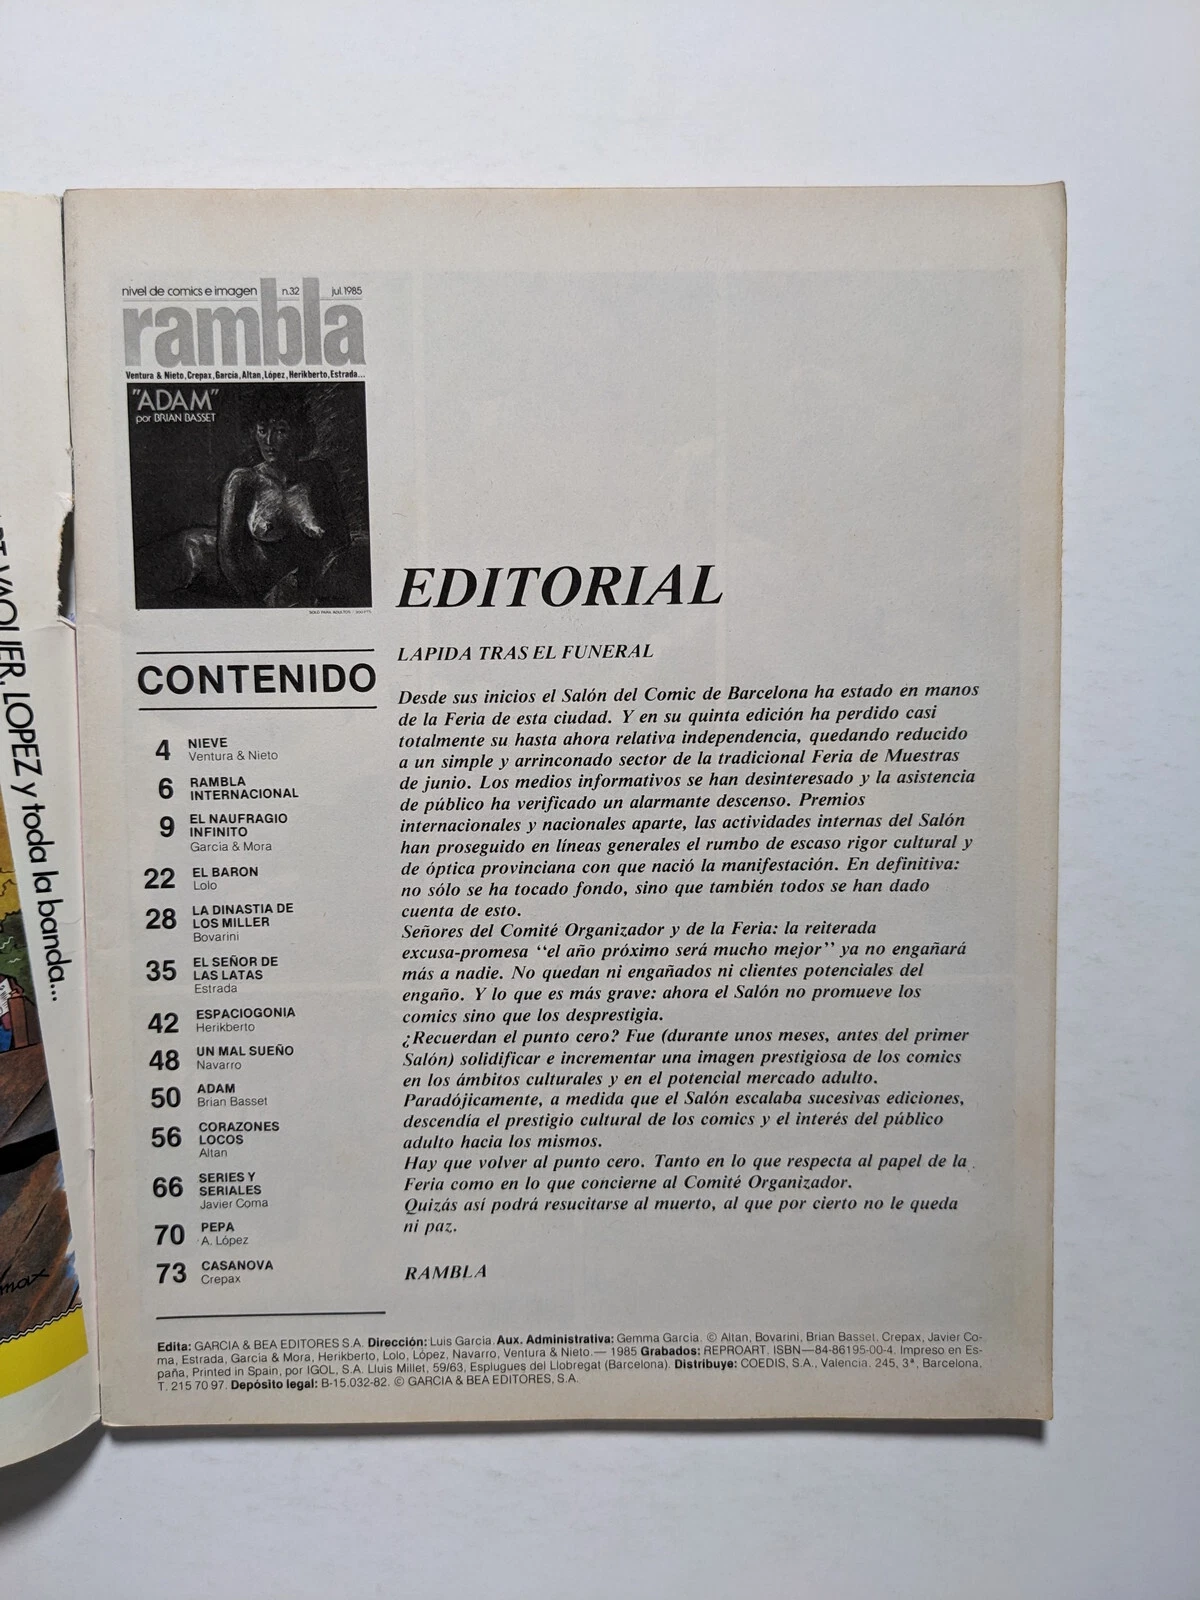 nivel de comics e imagen n.32 jul.1985
rambla
Ventura & Nieto, Crepax, García, Altan, López, Herikberto, Estrada...
"ADAM"
por BRIAN BASSET
SOLO PARA ADULTOS
CONTENIDO
4 NIEVE
Ventura & Nieto
6 RAMBLA
INTERNACIONAL
9 EL NAUFRAGIO
INFINITO
Garcia & Mora
22 EL BARON
Lolo
28 LA DINASTIA DE
LOS MILLER
Bovarini
35 EL SEÑOR DE
LAS LATAS
Estrada
42 ESPACIOGONIA
Herikberto
48 UN MAL SUEÑO
Navarro
50 ADAM
Brian Basset
56 CORAZONES
LOCOS
Altan
66 SERIES Y
SERIALES
Javier Coma
70 PEPA
A. López
73 CASANOVA
Crepax
EDITORIAL
LAPIDA TRAS EL FUNERAL
Desde sus inicios el Salón del Comic de Barcelona ha estado en manos
de la Feria de esta ciudad. Y en su quinta edición ha perdido casi
totalmente su hasta ahora relativa independencia, quedando reducido
a un simple y arrinconado sector de la tradicional Feria de Muestras
de junio. Los medios informativos se han desinteresado y la asistencia
de público ha verificado un alarmante descenso. Premios
internacionales y nacionales aparte, las actividades internas del Salón
han proseguido en líneas generales el rumbo de escaso rigor cultural y
de óptica provinciana con que nació la manifestación. En definitiva:
no sólo se ha tocado fondo, sino que también todos se han dado
cuenta de esto.
Señores del Comité Organizador y de la Feria: la reiterada
excusa-promesa “el año próximo será mucho mejor” ya no engañará
más a nadie. No quedan ni engañados ni clientes potenciales del
engaño. Y lo que es más grave: ahora el Salón no promueve los
comics sino que los desprestigia.
¿Recuerdan el punto cero? Fue (durante unos meses, antes del primer
Salón) solidificar e incrementar una imagen prestigiosa de los comics
en los ámbitos culturales y en el potencial mercado adulto.
Paradójicamente, a medida que el Salón escalaba sucesivas ediciones,
descendía el prestigio cultural de los comics y el interés del público
adulto hacia los mismos.
Hay que volver al punto cero. Tanto en lo que respecta al papel de la
Feria como en lo que concierne al Comité Organizador.
Quizás así podrá resucitarse al muerto, al que por cierto no le queda
ni paz.
RAMBLA
Edita: GARCIA & BEA EDITORES S.A. Dirección: Luis Garcia. Aux. Administrativa: Gemma Garcia. © Altan, Bovarini, Brian Basset, Crepax, Javier Co-
ma, Estrada, Garcia & Mora, Herikberto, Lolo, López, Navarro, Ventura & Nieto.— 1985 Grabados: REPROART. ISBN—84-86195-00-4. Impreso en Es-
paña, Printed in Spain, por IGOL, S.A. Lluis Millet, 59/63, Esplugues del Llobregat (Barcelona). Distribuye: COEDIS, S.A., Valencia. 245, 3ª, Barcelona,
T. 215 70 97. Depósito legal: B-15.032-82. © GARCIA & BEA EDITORES, S.A.
VAQUER, LOPEZ y toda la banda...
max